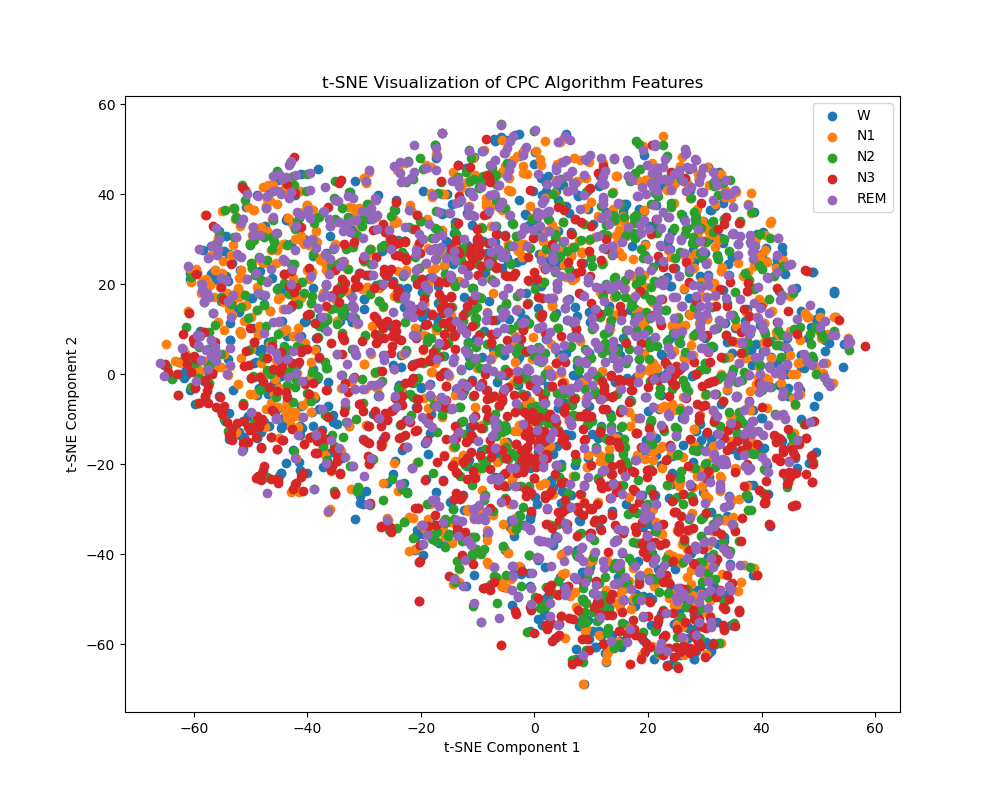 t-SNE Visualization of CPC Algorithm Features
60
40
20
0
−20
−40
−60
t-SNE Component 2
W
N1
N2
N3
REM
−60
−40
−20
0
20
40
60
t-SNE Component 1